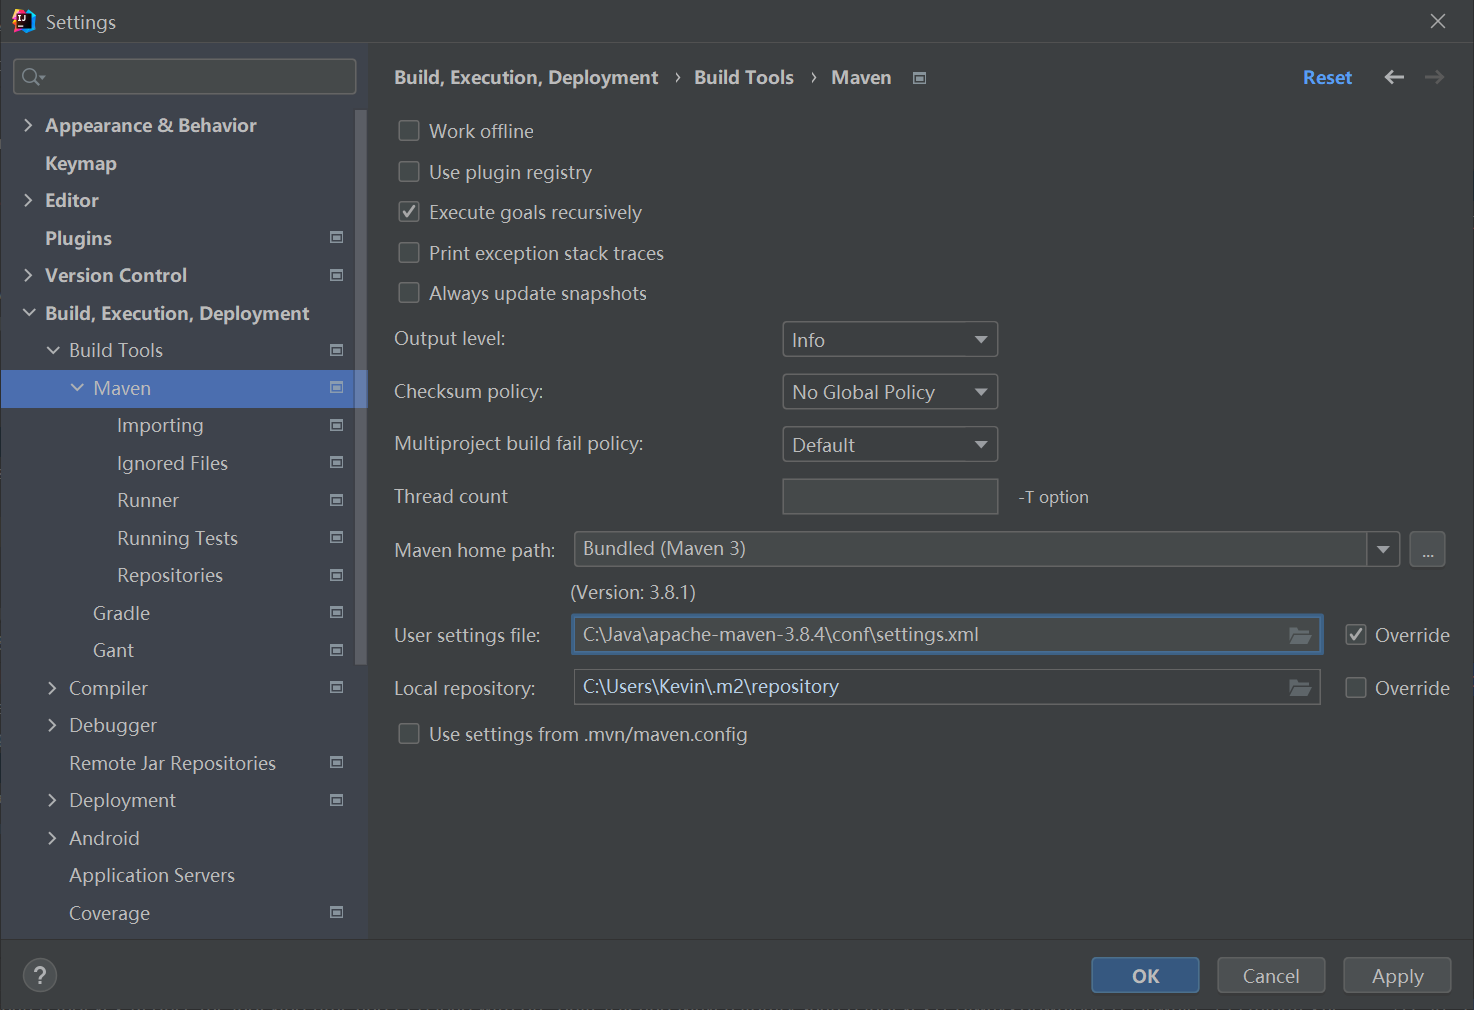 Settings
Build, Execution, Deployment › Build Tools › Maven
Reset
Appearance & Behavior
Keymap
Editor
Plugins
Version Control
Build, Execution, Deployment
Build Tools
Maven
Importing
Ignored Files
Runner
Running Tests
Repositories
Gradle
Gant
Compiler
Debugger
Remote Jar Repositories
Deployment
Android
Application Servers
Coverage
Work offline
Use plugin registry
Execute goals recursively
Print exception stack traces
Always update snapshots
Output level: Info
Checksum policy: No Global Policy
Multiproject build fail policy: Default
Thread count -T option
Maven home path: Bundled (Maven 3) ...
(Version: 3.8.1)
User settings file: C:\Java\apache-maven-3.8.4\conf\settings.xml Override
Local repository: C:\Users\Kevin\.m2\repository Override
Use settings from .mvn/maven.config
? OK Cancel Apply